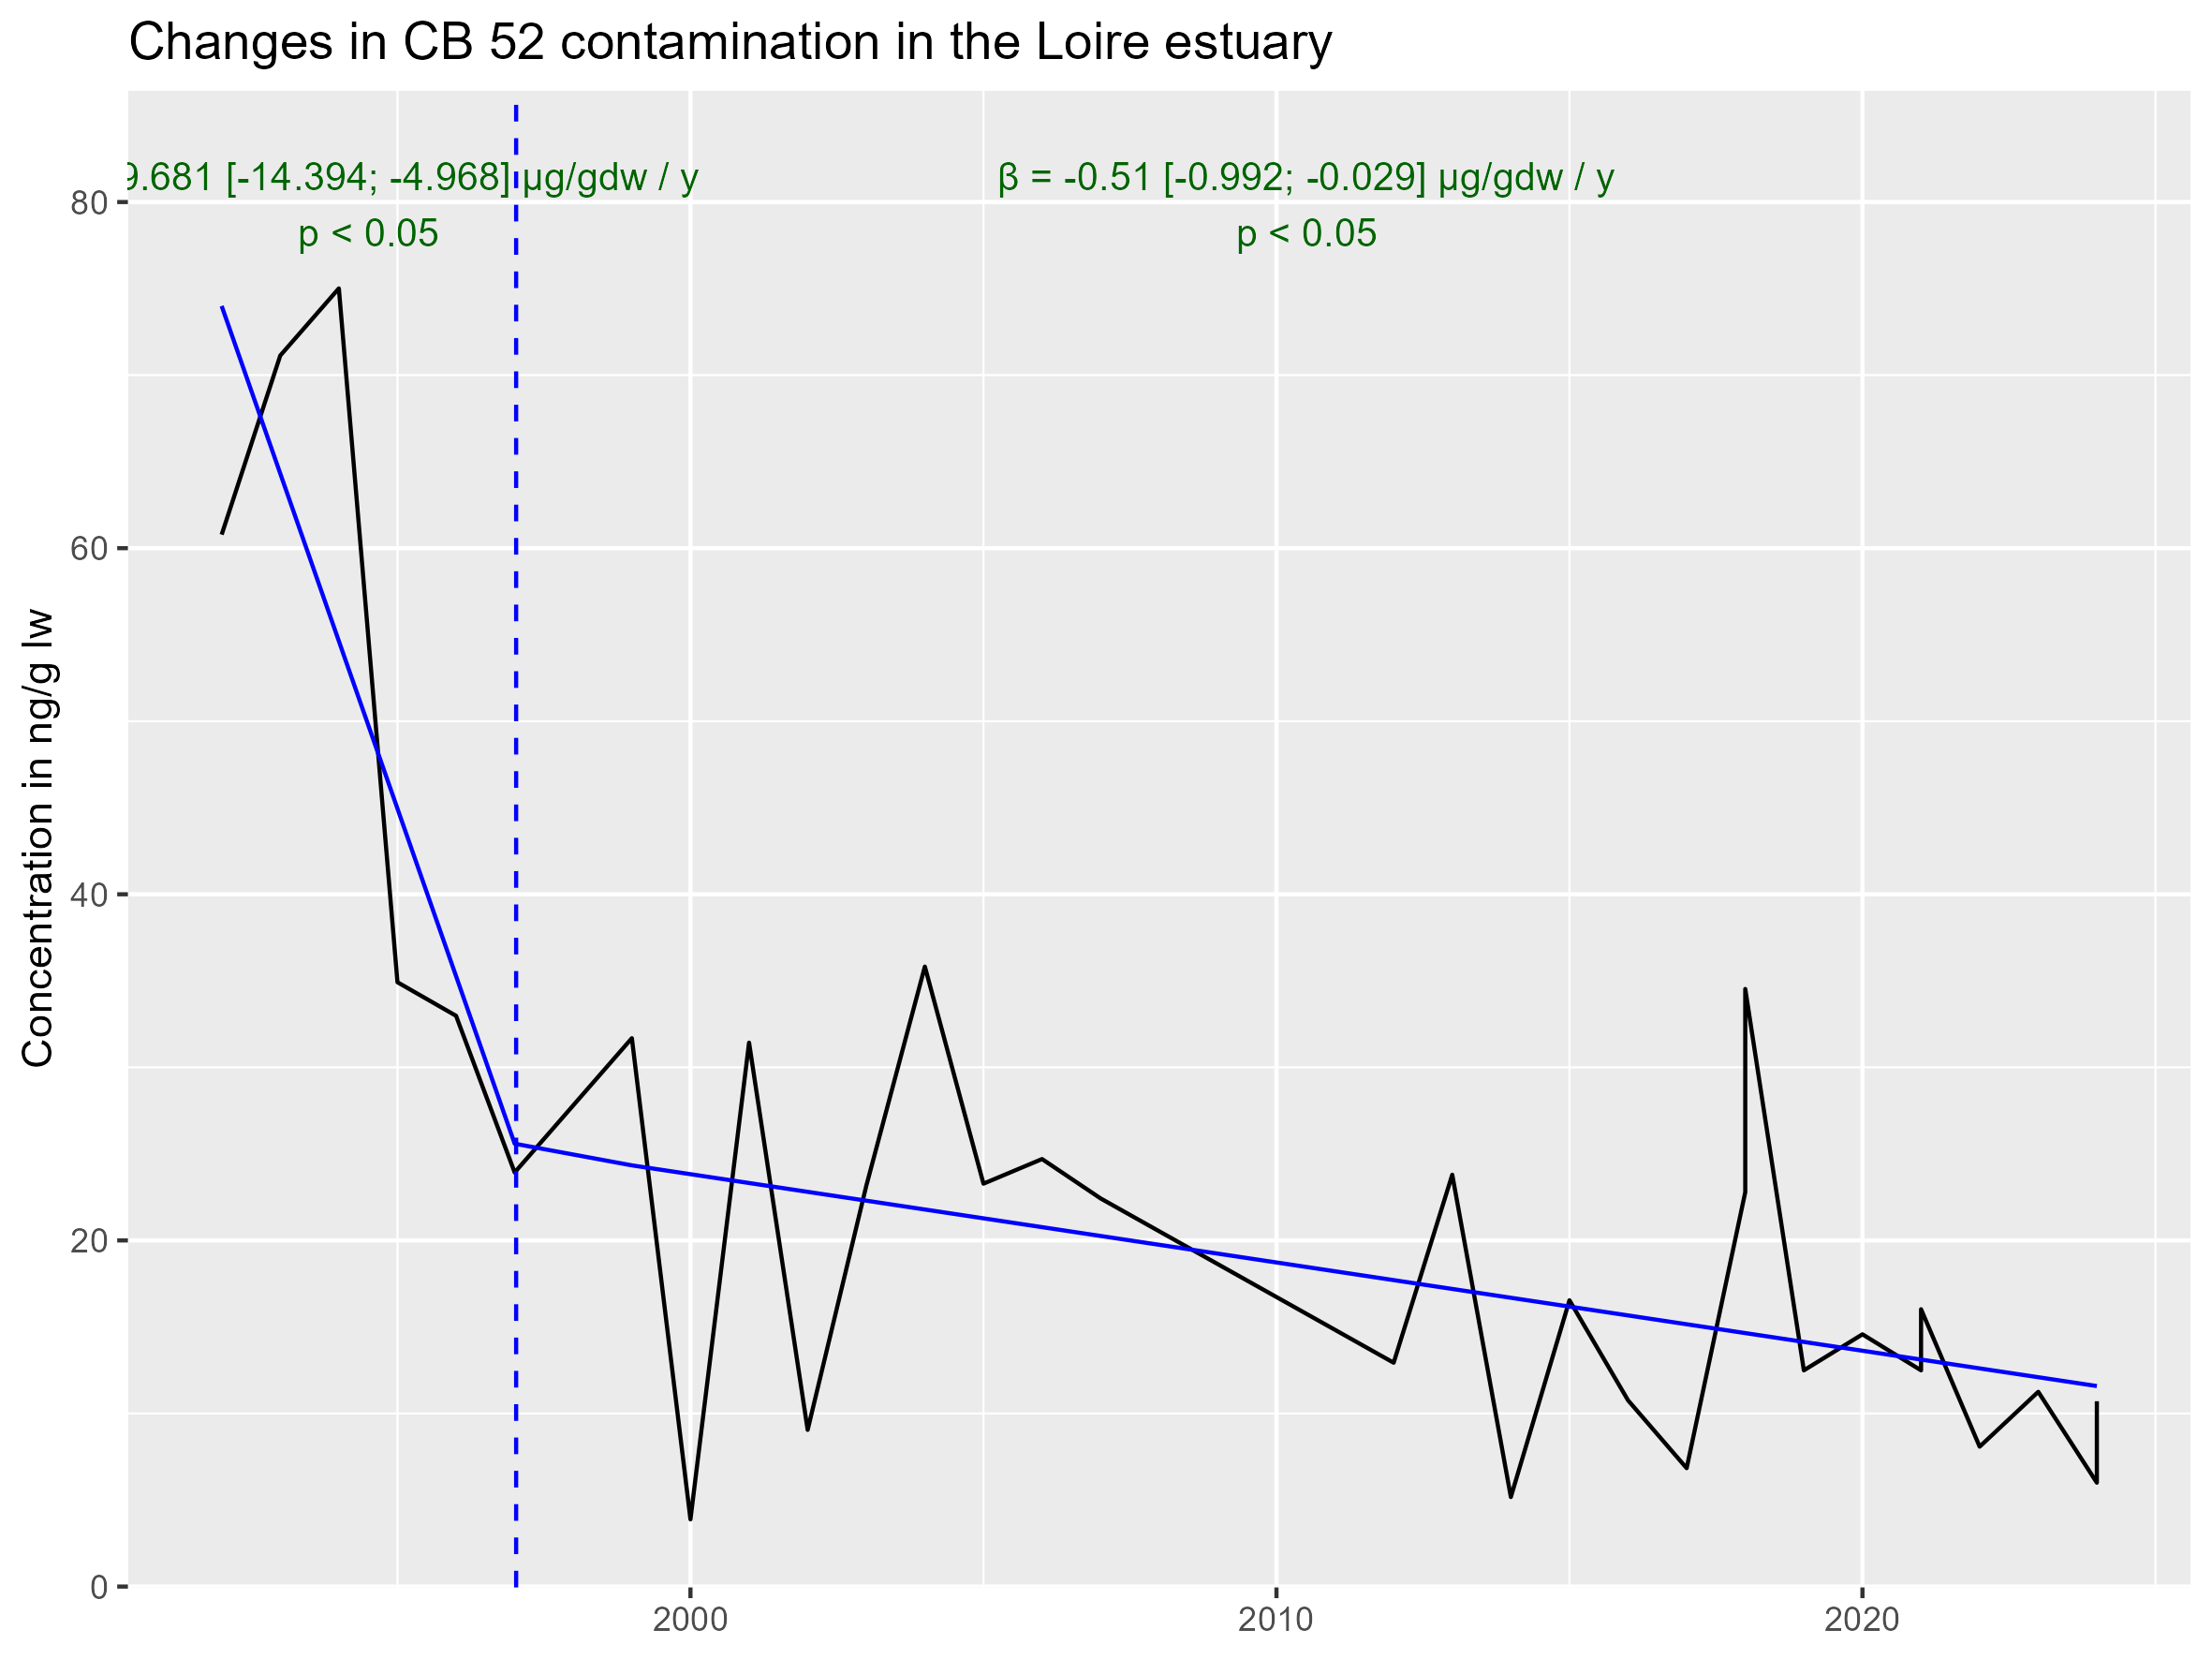 Changes in CB 52 contamination in the Loire estuary
9.681 [-14.394; -4.968] µg/gdw / y
β = -0.51 [-0.992; -0.029] µg/gdw / y
p < 0.05
p < 0.05
80
60
40
20
0
Concentration in ng/g lw
2000
2010
2020